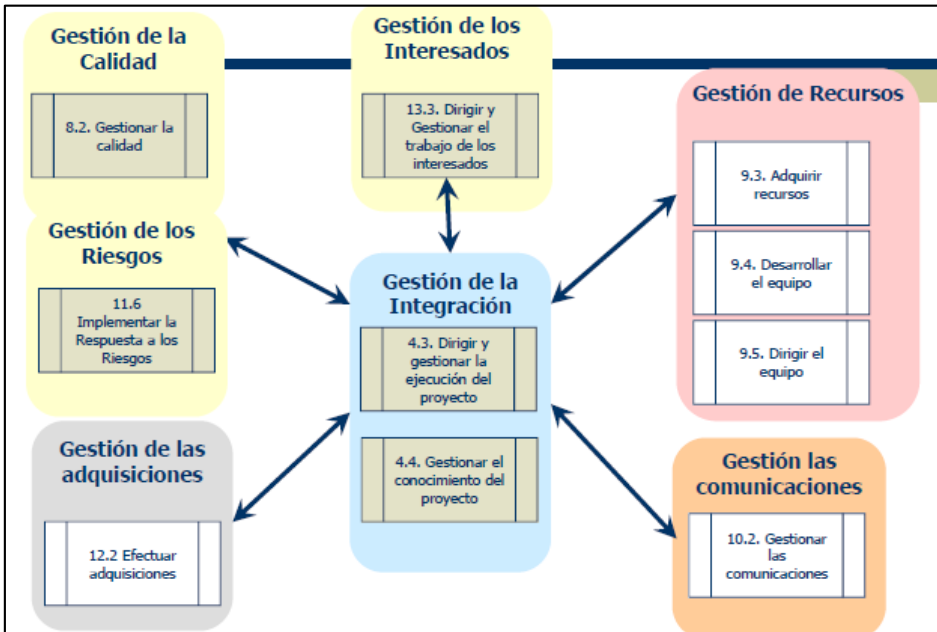 Gestión de la
Calidad
8.2. Gestionar la
calidad
Gestión de los
Interesados
13.3. Dirigir y
Gestionar el
trabajo de los
interesados
Gestión de Recursos
9.3. Adquirir
recursos
9.4. Desarrollar
el equipo
9.5. Dirigir el
equipo
Gestión de los
Riesgos
11.6
Implementar la
Respuesta a los
Riesgos
Gestión de la
Integración
4.3. Dirigir y
gestionar la
ejecución del
proyecto
4.4. Gestionar el
conocimiento del
proyecto
Gestión de las
adquisiciones
12.2 Efectuar
adquisiciones
Gestión las
comunicaciones
10.2. Gestionar
las
comunicaciones